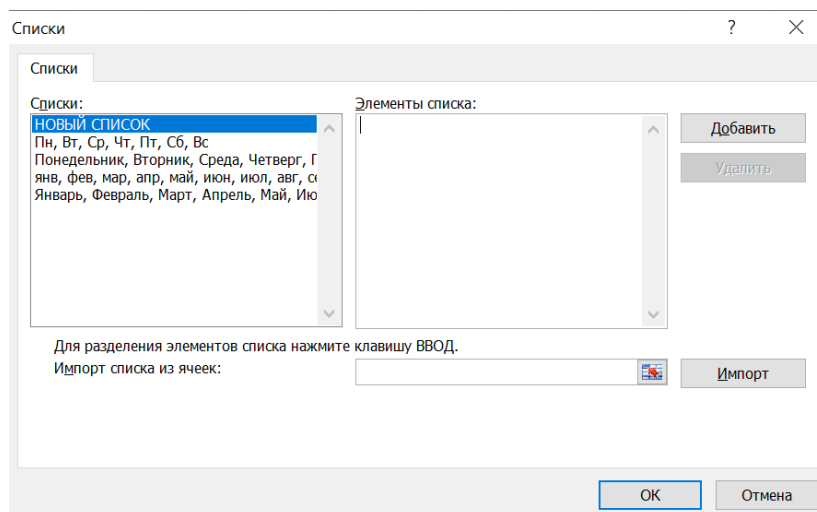 Списки
?
Списки
Списки:
НОВЫЙ СПИСОК
Пн, Вт, Ср, Чт, Пт, Сб, Вс
Понедельник, Вторник, Среда, Четверг,
янв, фев, мар, апр, май, июн, июл, авг,
Январь, Февраль, Март, Апрель, Май,
Элементы списка:
Добавить
Удалить
Для разделения элементов списка нажмите клавишу ВВОД.
Импорт списка из ячеек:
Импорт
ОК
Отмена